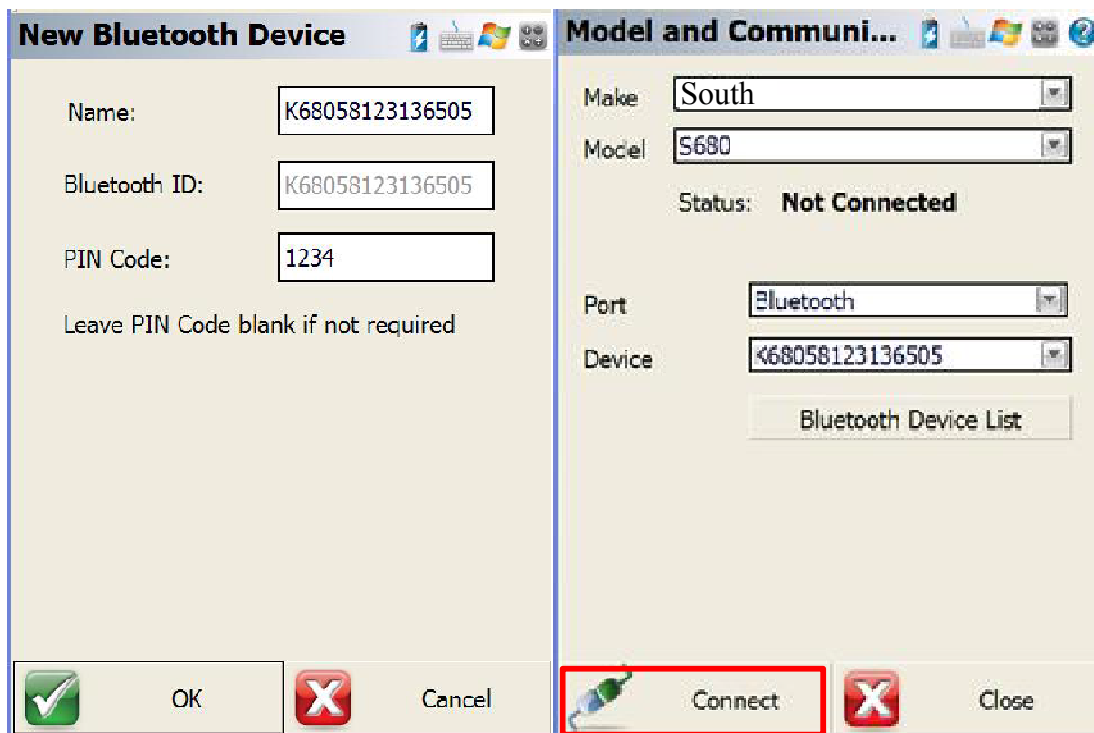 New Bluetooth Device
Name: K68058123136505
Bluetooth ID: K68058123136505
PIN Code: 1234
Leave PIN Code blank if not required
OK Cancel
Model and Communi...
Make South
Model S680
Status: Not Connected
Port Bluetooth
Device K68058123136505
Bluetooth Device List
Connect Close